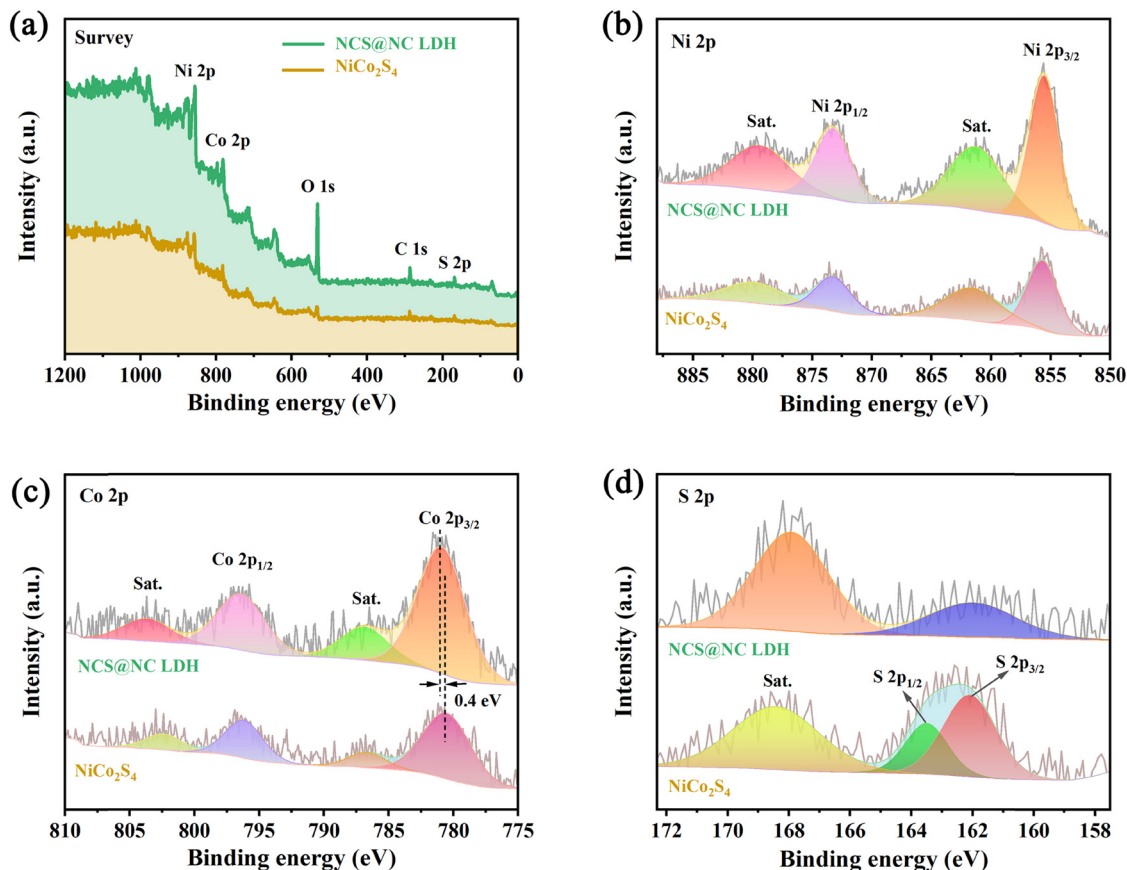 (a)
Survey
NCS@NC LDH
NiCo₂S₄
Ni 2p
Co 2p
O 1s
C 1s
S 2p
Intensity (a.u.)
1200 1000 800 600 400 200 0
Binding energy (eV)
(b)
Ni 2p
Ni 2p₃/₂
Ni 2p₁/₂
Sat.
Sat.
NCS@NC LDH
NiCo₂S₄
Intensity (a.u.)
885 880 875 870 865 860 855 850
Binding energy (eV)
(c)
Co 2p
Co 2p₃/₂
Co 2p₁/₂
Sat.
Sat.
NCS@NC LDH
0.4 eV
NiCo₂S₄
Intensity (a.u.)
810 805 800 795 790 785 780 775
Binding energy (eV)
(d)
S 2p
NCS@NC LDH
S 2p₃/₂
S 2p₁/₂
Sat.
NiCo₂S₄
Intensity (a.u.)
172 170 168 166 164 162 160 158
Binding energy (eV)